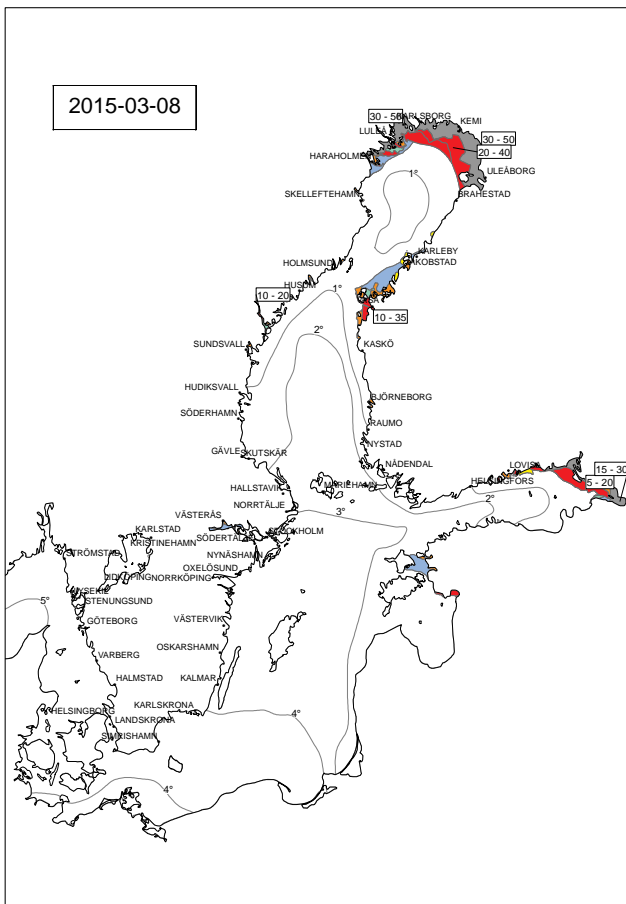 2015-03-08
30 - 50
KARLSBORG
KEMI
LULEÅ
30 - 50
20 - 40
HARAHOLMEN
1°
ULEÅBORG
SKELLEFTEHAMN
BRAHESTAD
KARLEBY
JAKOBSTAD
HOLMSUND
HUSUM
1°
10 - 20
10 - 35
2°
SUNDSVALL
KASKÖ
HUDIKSVALL
BJÖRNEBORG
SÖDERHAMN
RAUMO
NYSTAD
GÄVLE
SKUTSKÄR
NÅDENDAL
LOVISA
15 - 30
HELSINGFORS
5 - 20
HALLSTAVIK
MARIEHAMN
2°
NORRTÄLJE
VÄSTERÅS
3°
KARLSTAD
STOCKHOLM
KRISTINEHAMN
SÖDERTÄLJE
STRÖMSTAD
NYNÄSHAMN
OXELÖSUND
LIDKÖPING
NORRKÖPING
LYSEKIL
5°
STENUNGSUND
GÖTEBORG
VÄSTERVIK
OSKARSHAMN
VARBERG
HALMSTAD
KALMAR
KARLSKRONA
HELSINGBORG
4°
LANDSKRONA
SIMRISHAMN
4°